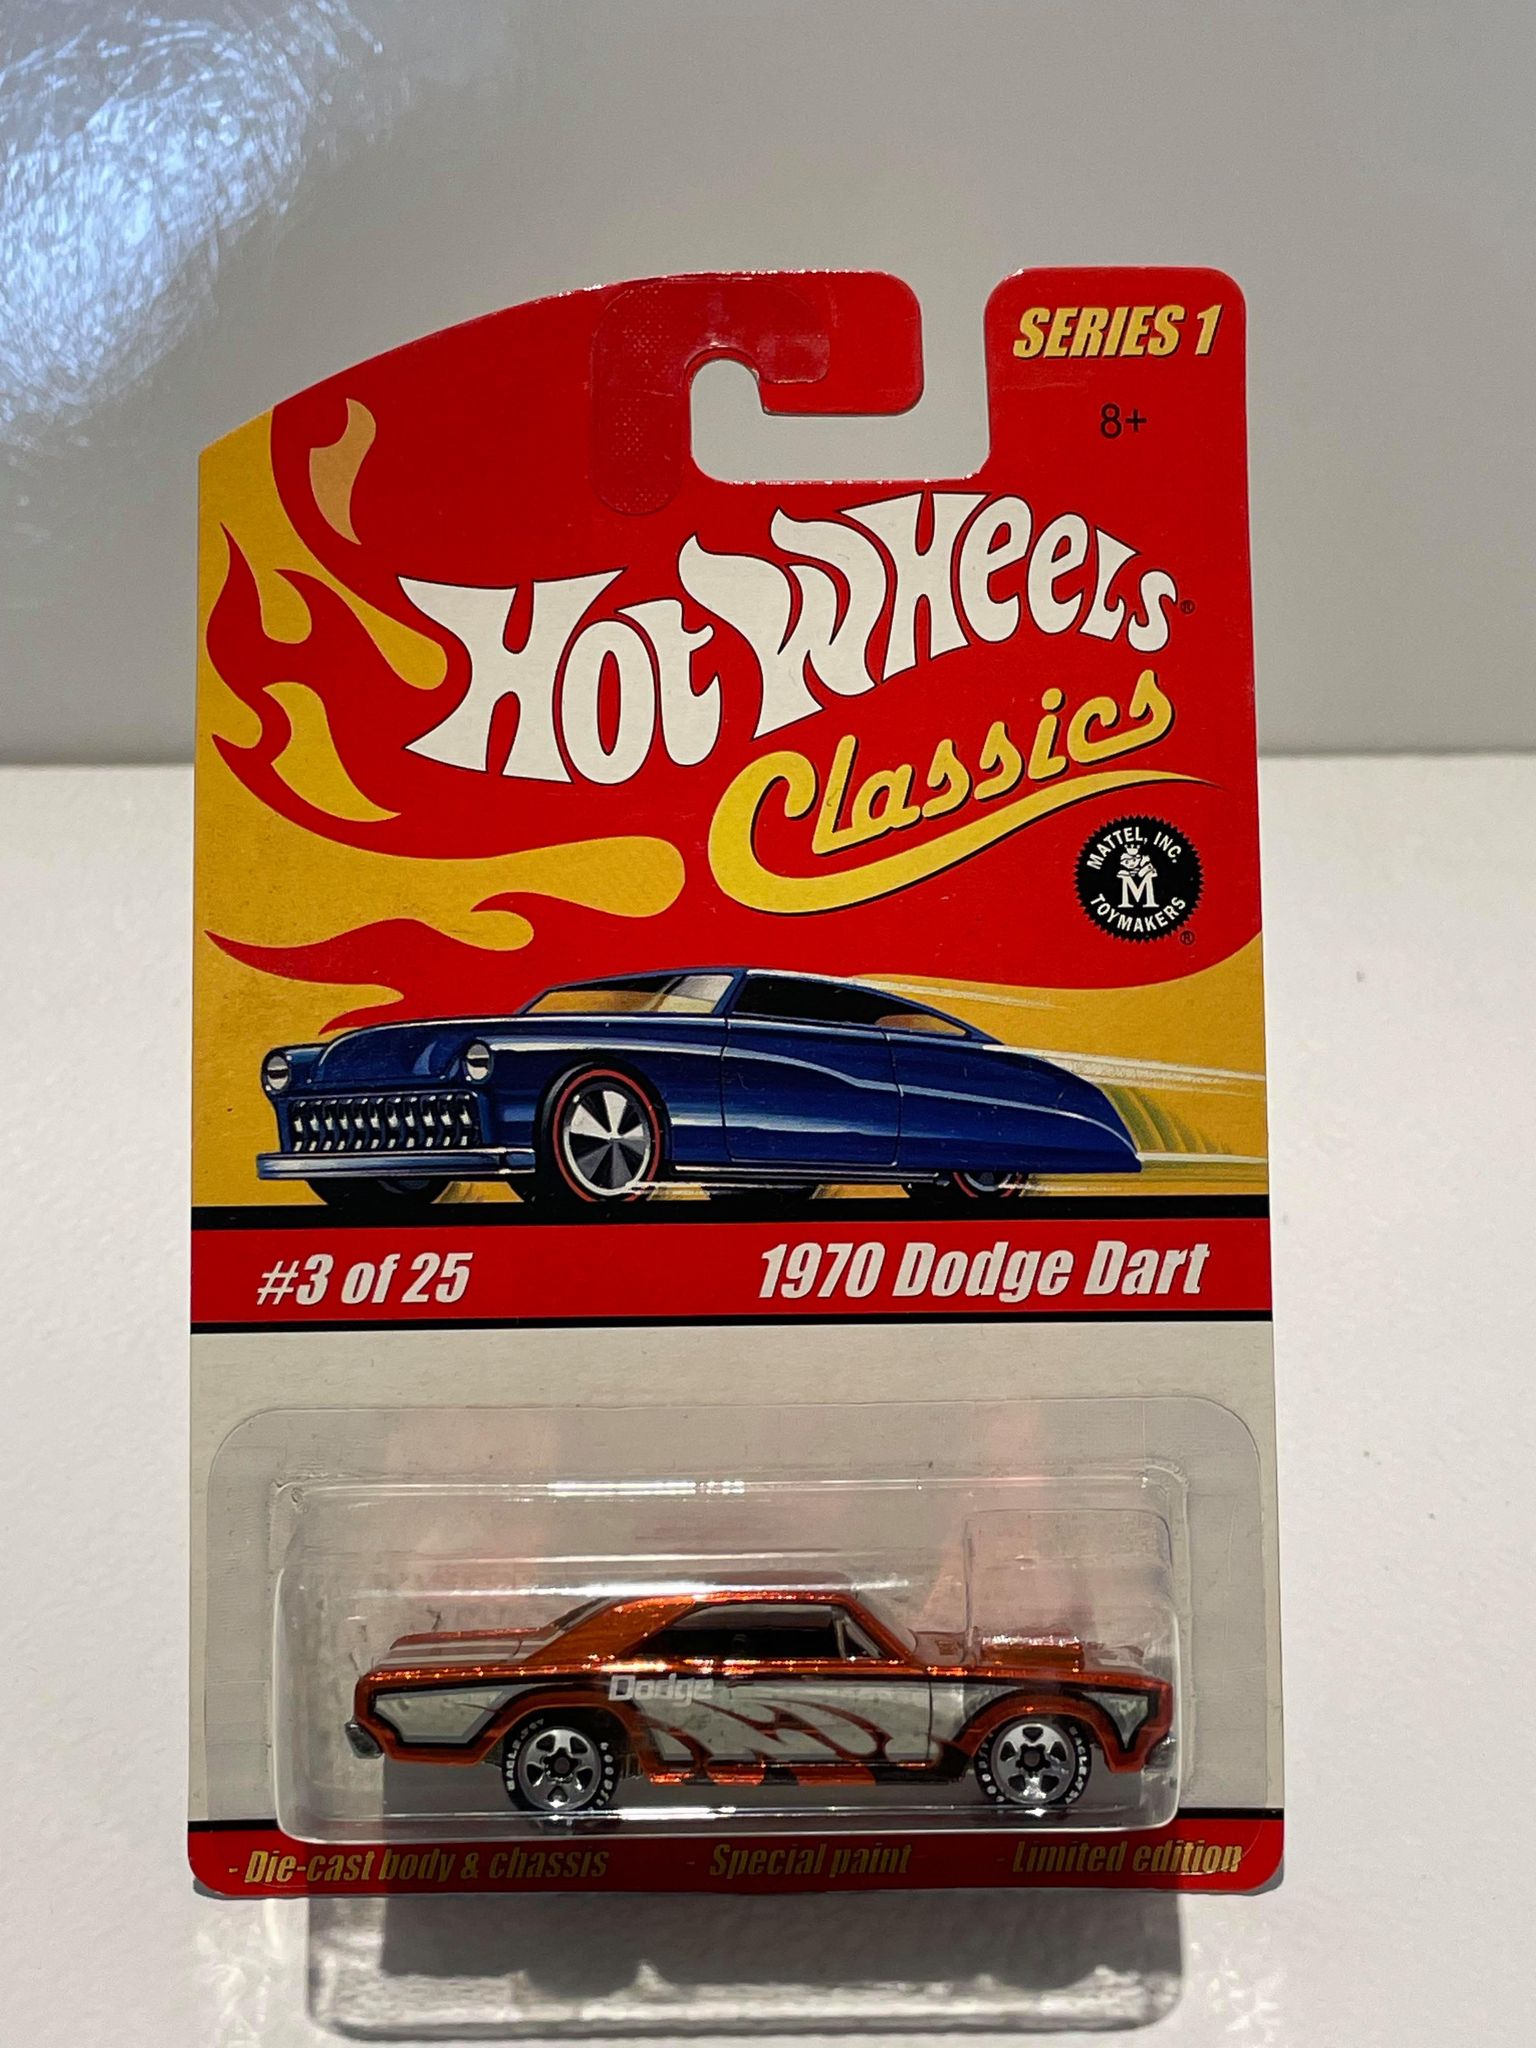 SERIES 1
8+
Hot Wheels®
Classics
MATTEL, INC.
M
TOYMAKERS
®
#3 of 25
1970 Dodge Dart
Dodge
- Die-cast body & chassis
- Special paint
- Limited edition